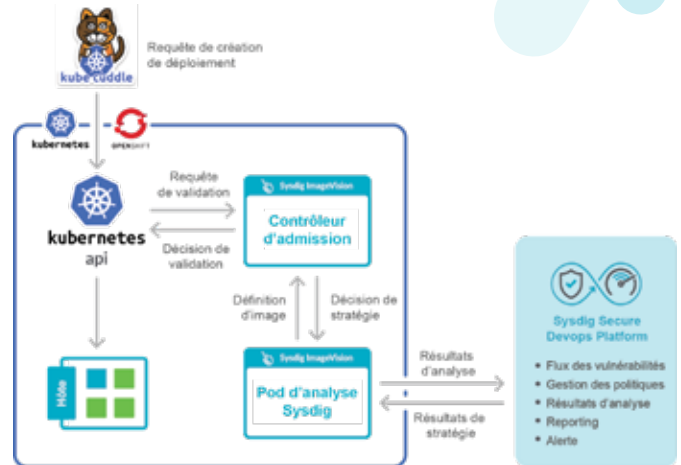 kube cuddle
Requête de création
de déploiement
kubernetes
OPENSHIFT
kubernetes
api
Requête
de validation
Décision de
validation
Sysdig ImageVision
Contrôleur
d'admission
Définition
d'image
Décision de
stratégie
Hôte
Sysdig ImageVision
Pod d'analyse
Sysdig
Résultats
d'analyse
Résultats de
stratégie
Sysdig Secure
Devops Platform
• Flux des vulnérabilités
• Gestion des politiques
• Résultats d'analyse
• Reporting
• Alerte